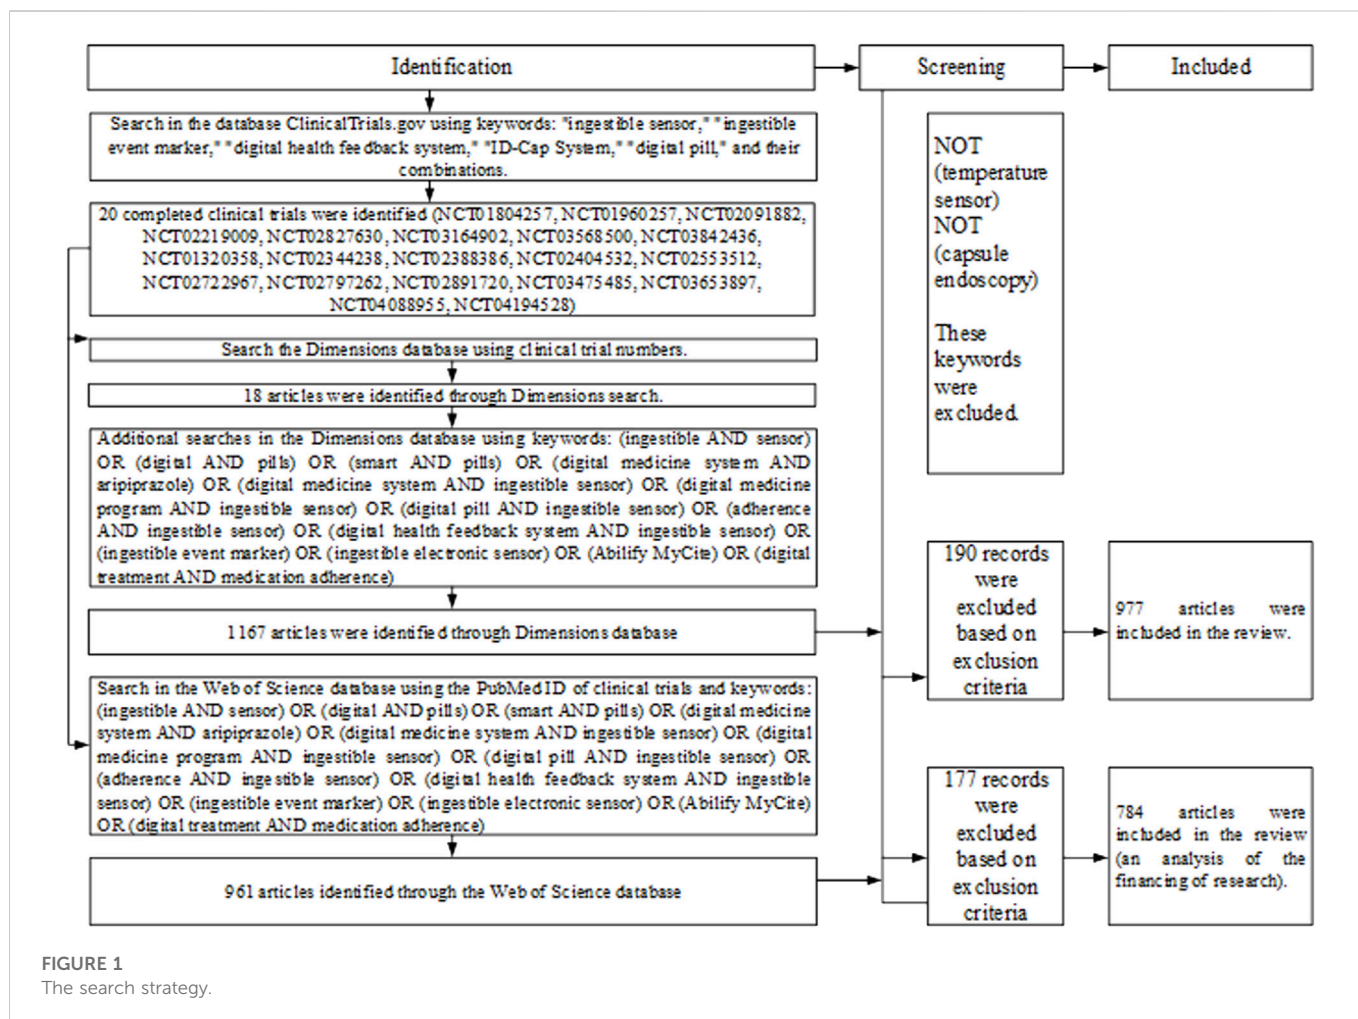 Identification
Screening
Included
Search in the database ClinicalTrials.gov using keywords: "ingestible sensor," "ingestible
event marker," "digital health feedback system," "ID-Cap System," "digital pill," and their
combinations.
20 completed clinical trials were identified (NCT01804257, NCT01960257, NCT02091882,
NCT02219009, NCT02827630, NCT03164902, NCT03568500, NCT03842436,
NCT01320358, NCT02344238, NCT02388386, NCT02404532, NCT02553512,
NCT02722967, NCT02797262, NCT02891720, NCT03475485, NCT03653897,
NCT04088955, NCT04194528)
Search the Dimensions database using clinical trial numbers.
18 articles were identified through Dimensions search.
Additional searches in the Dimensions database using keywords: (ingestible AND sensor)
OR (digital AND pills) OR (smart AND pills) OR (digital medicine system AND
aripiprazole) OR (digital medicine system AND ingestible sensor) OR (digital medicine
program AND ingestible sensor) OR (digital pill AND ingestible sensor) OR (adherence
AND ingestible sensor) OR (digital health feedback system AND ingestible sensor) OR
(ingestible event marker) OR (ingestible electronic sensor) OR (Abilify MyCite) OR (digital
treatment AND medication adherence)
1167 articles were identified through Dimensions database
Search in the Web of Science database using the PubMed ID of clinical trials and keywords:
(ingestible AND sensor) OR (digital AND pills) OR (smart AND pills) OR (digital medicine
system AND aripiprazole) OR (digital medicine system AND ingestible sensor) OR (digital
medicine program AND ingestible sensor) OR (digital pill AND ingestible sensor) OR
(adherence AND ingestible sensor) OR (digital health feedback system AND ingestible
sensor) OR (ingestible event marker) OR (ingestible electronic sensor) OR (Abilify MyCite)
OR (digital treatment AND medication adherence)
961 articles identified through the Web of Science database
NOT
(temperature
sensor)
NOT
(capsule
endoscopy)
These
keywords
were
excluded.
190 records
were
excluded
based on
exclusion
criteria
977 articles were
included in the review.
177 records
were
excluded
based on
exclusion
criteria
784 articles were
included in the review
(an analysis of the
financing of research).
FIGURE 1
The search strategy.